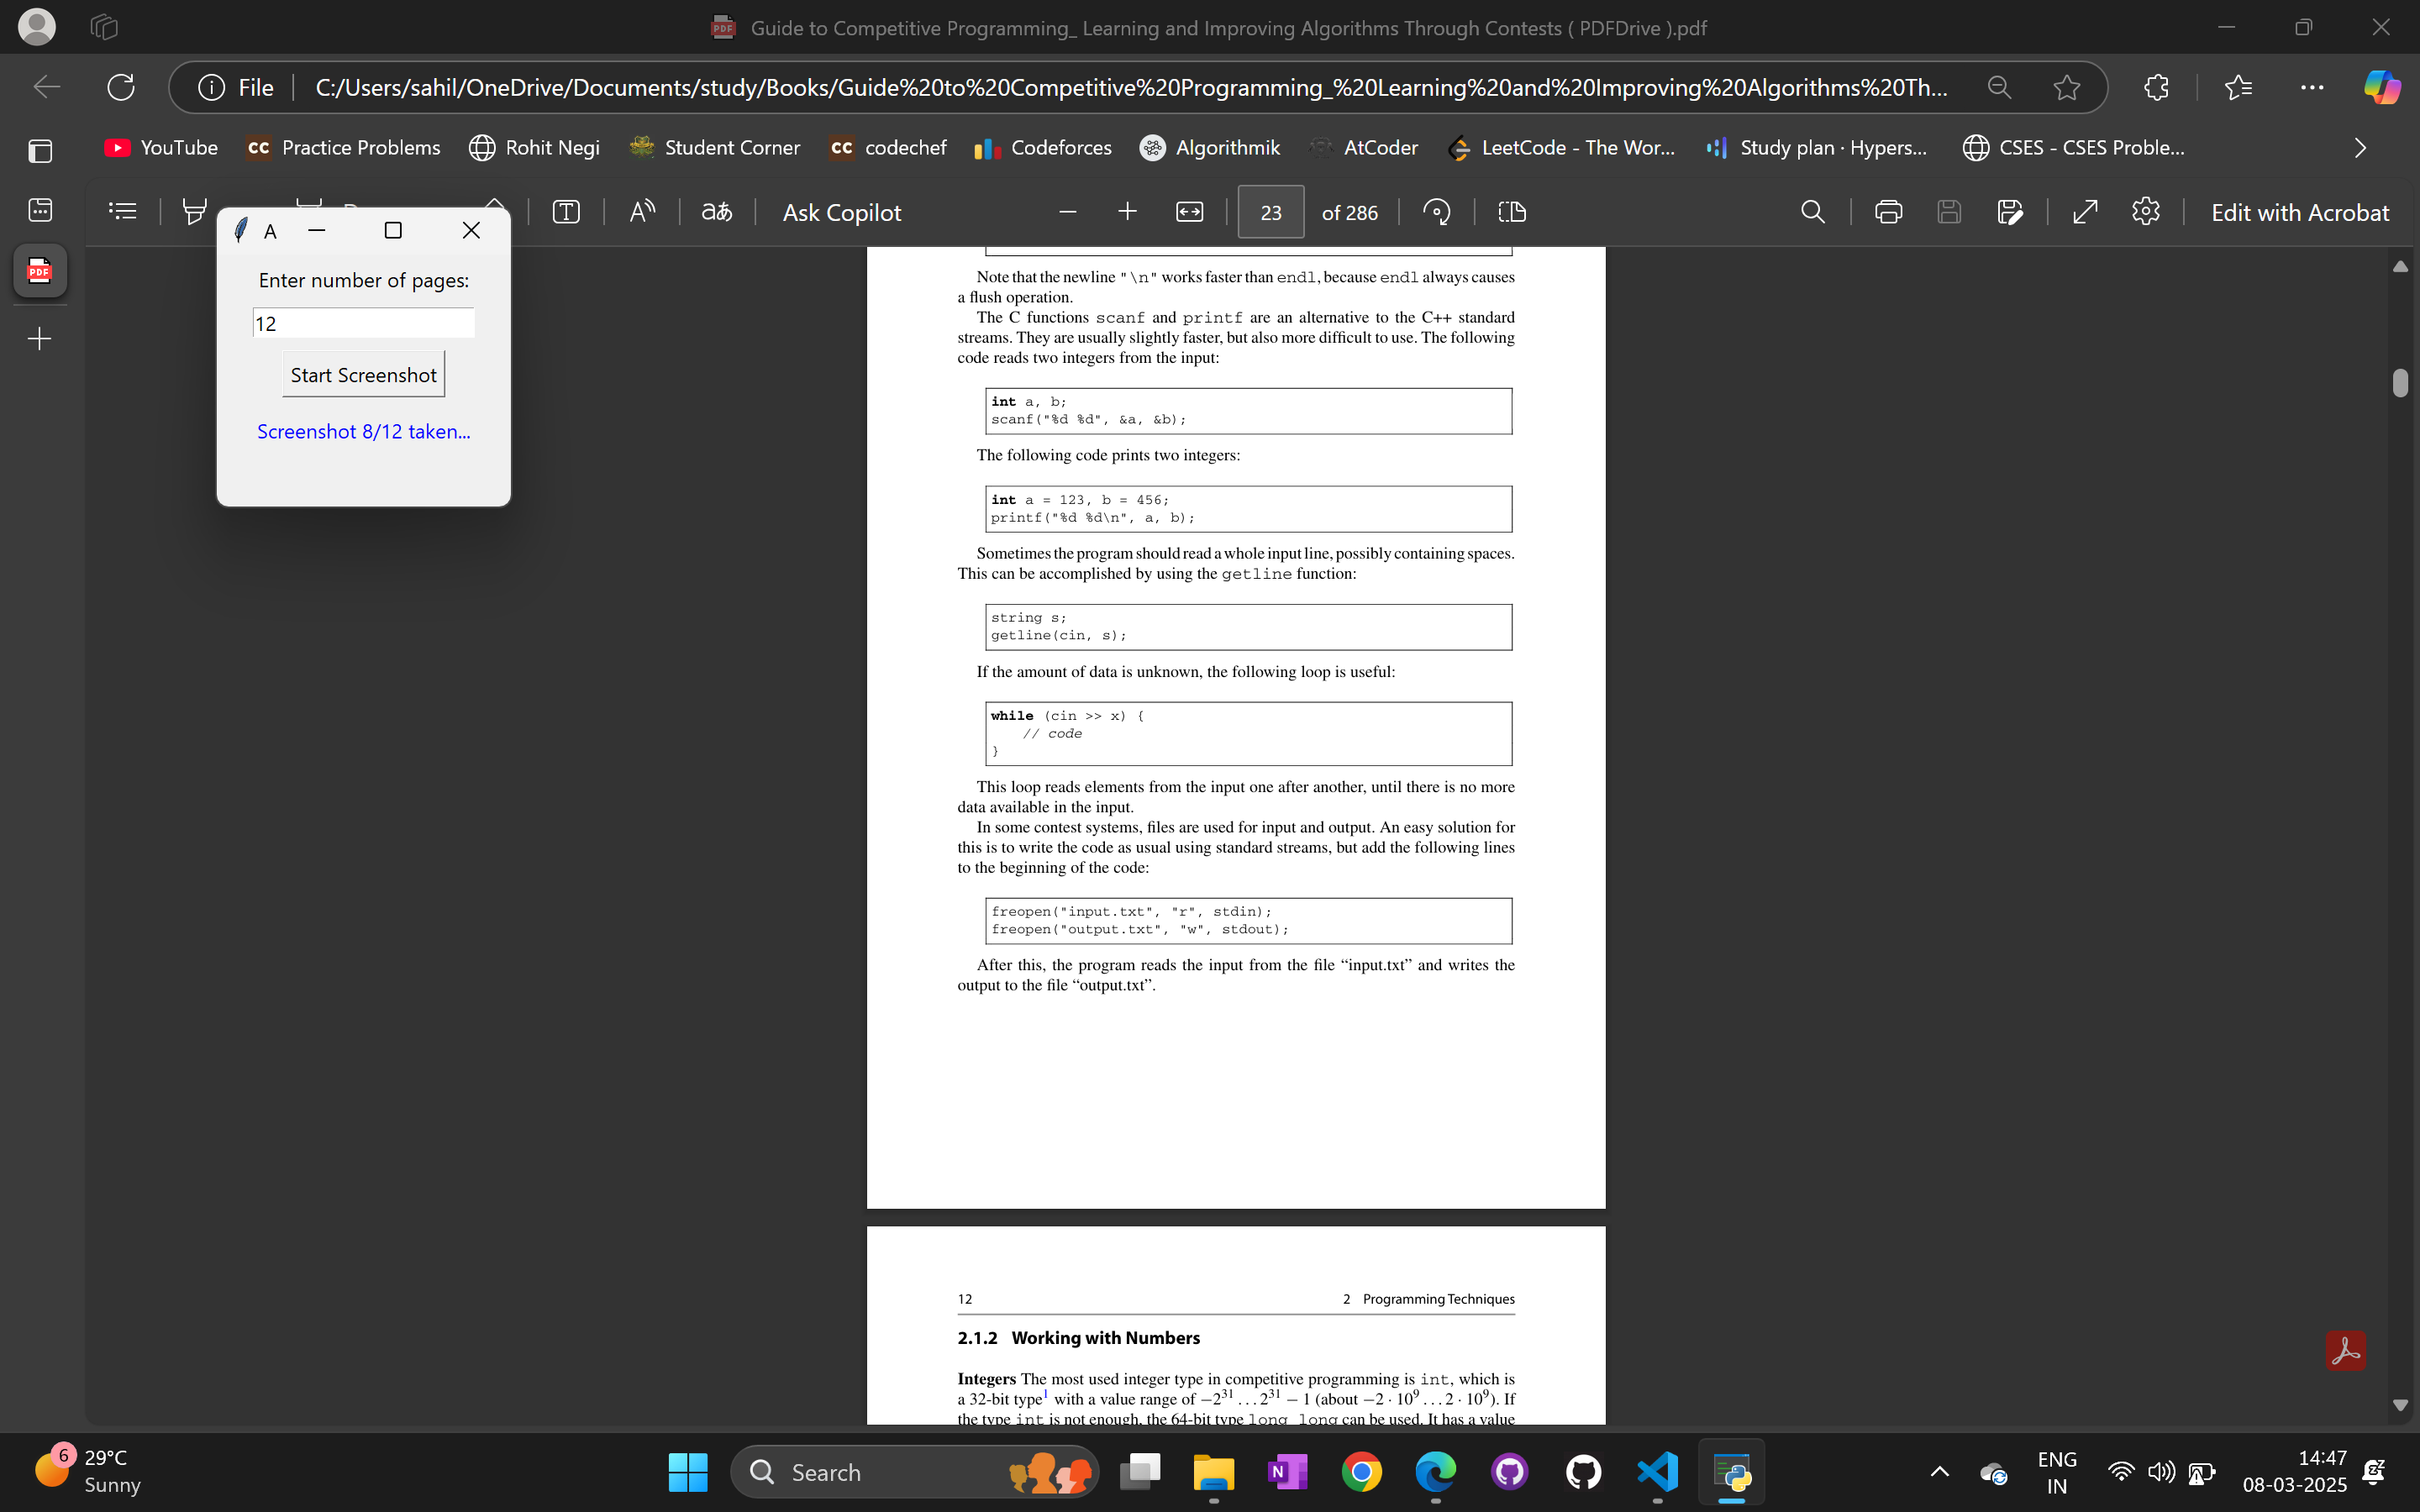 Guide to Competitive Programming_ Learning and Improving Algorithms Through Contests ( PDFDrive ).pdf
File
C:/Users/sahil/OneDrive/Documents/study/Books/Guide%20to%20Competitive%20Programming_%20Learning%20and%20Improving%20Algorithms%20Th...
YouTube
CC Practice Problems
Rohit Negi
Student Corner
CC codechef
Codeforces
Algorithmik
AtCoder
LeetCode - The Wor...
Study plan · Hypers...
CSES - CSES Proble...
Ask Copilot
23 of 286
Edit with Acrobat
PDF
A
Enter number of pages:
12
Start Screenshot
Screenshot 8/12 taken...
Note that the newline "\n" works faster than endl, because endl always causes
a flush operation.
The C functions scanf and printf are an alternative to the C++ standard
streams. They are usually slightly faster, but also more difficult to use. The following
code reads two integers from the input:
int a, b;
scanf("%d %d", &a, &b);
The following code prints two integers:
int a = 123, b = 456;
printf("%d %d\n", a, b);
Sometimes the program should read a whole input line, possibly containing spaces.
This can be accomplished by using the getline function:
string s;
getline(cin, s);
If the amount of data is unknown, the following loop is useful:
while (cin >> x) {
// code
}
This loop reads elements from the input one after another, until there is no more
data available in the input.
In some contest systems, files are used for input and output. An easy solution for
this is to write the code as usual using standard streams, but add the following lines
to the beginning of the code:
freopen("input.txt", "r", stdin);
freopen("output.txt", "w", stdout);
After this, the program reads the input from the file “input.txt” and writes the
output to the file “output.txt”.
12
2 Programming Techniques
2.1.2 Working with Numbers
Integers The most used integer type in competitive programming is int, which is
a 32-bit type¹ with a value range of −2³¹ . . . 2³¹ − 1 (about −2 · 10⁹ . . . 2 · 10⁹). If
the type int is not enough, the 64-bit type long long can be used. It has a value
6
29°C
Sunny
Search
ENG
IN
14:47
08-03-2025